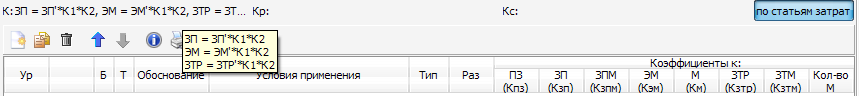 К:ЗП = ЗП'*К1*К2, ЭМ = ЭМ'*К1*К2, ЗТР = ЗТ... Кр: Кс: по статьям затрат
ЗП = ЗП'*К1*К2
ЭМ = ЭМ'*К1*К2
ЗТР = ЗТР'*К1*К2
Коэффициенты к:
Ур Б Т Обоснование Условия применения Тип Раз ПЗ ЗП ЗПМ ЭМ М ЗТР ЗТМ Кол-во
(Кпз) (Кзп) (Кзпм) (Кэм) (Км) (Кзтр) (Кзтм) М